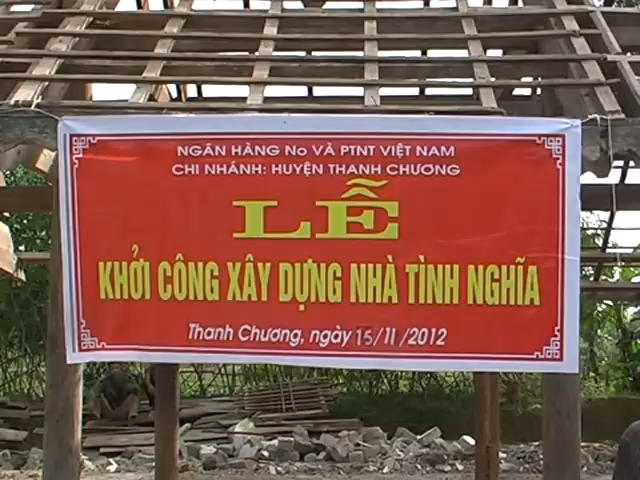 NGÂN HÀNG No VÀ PTNT VIỆT NAM
CHI NHÁNH: HUYỆN THANH CHƯƠNG
LỄ
KHỞI CÔNG XÂY DỰNG NHÀ TÌNH NGHĨA
Thanh Chương, ngày 15/11/2012